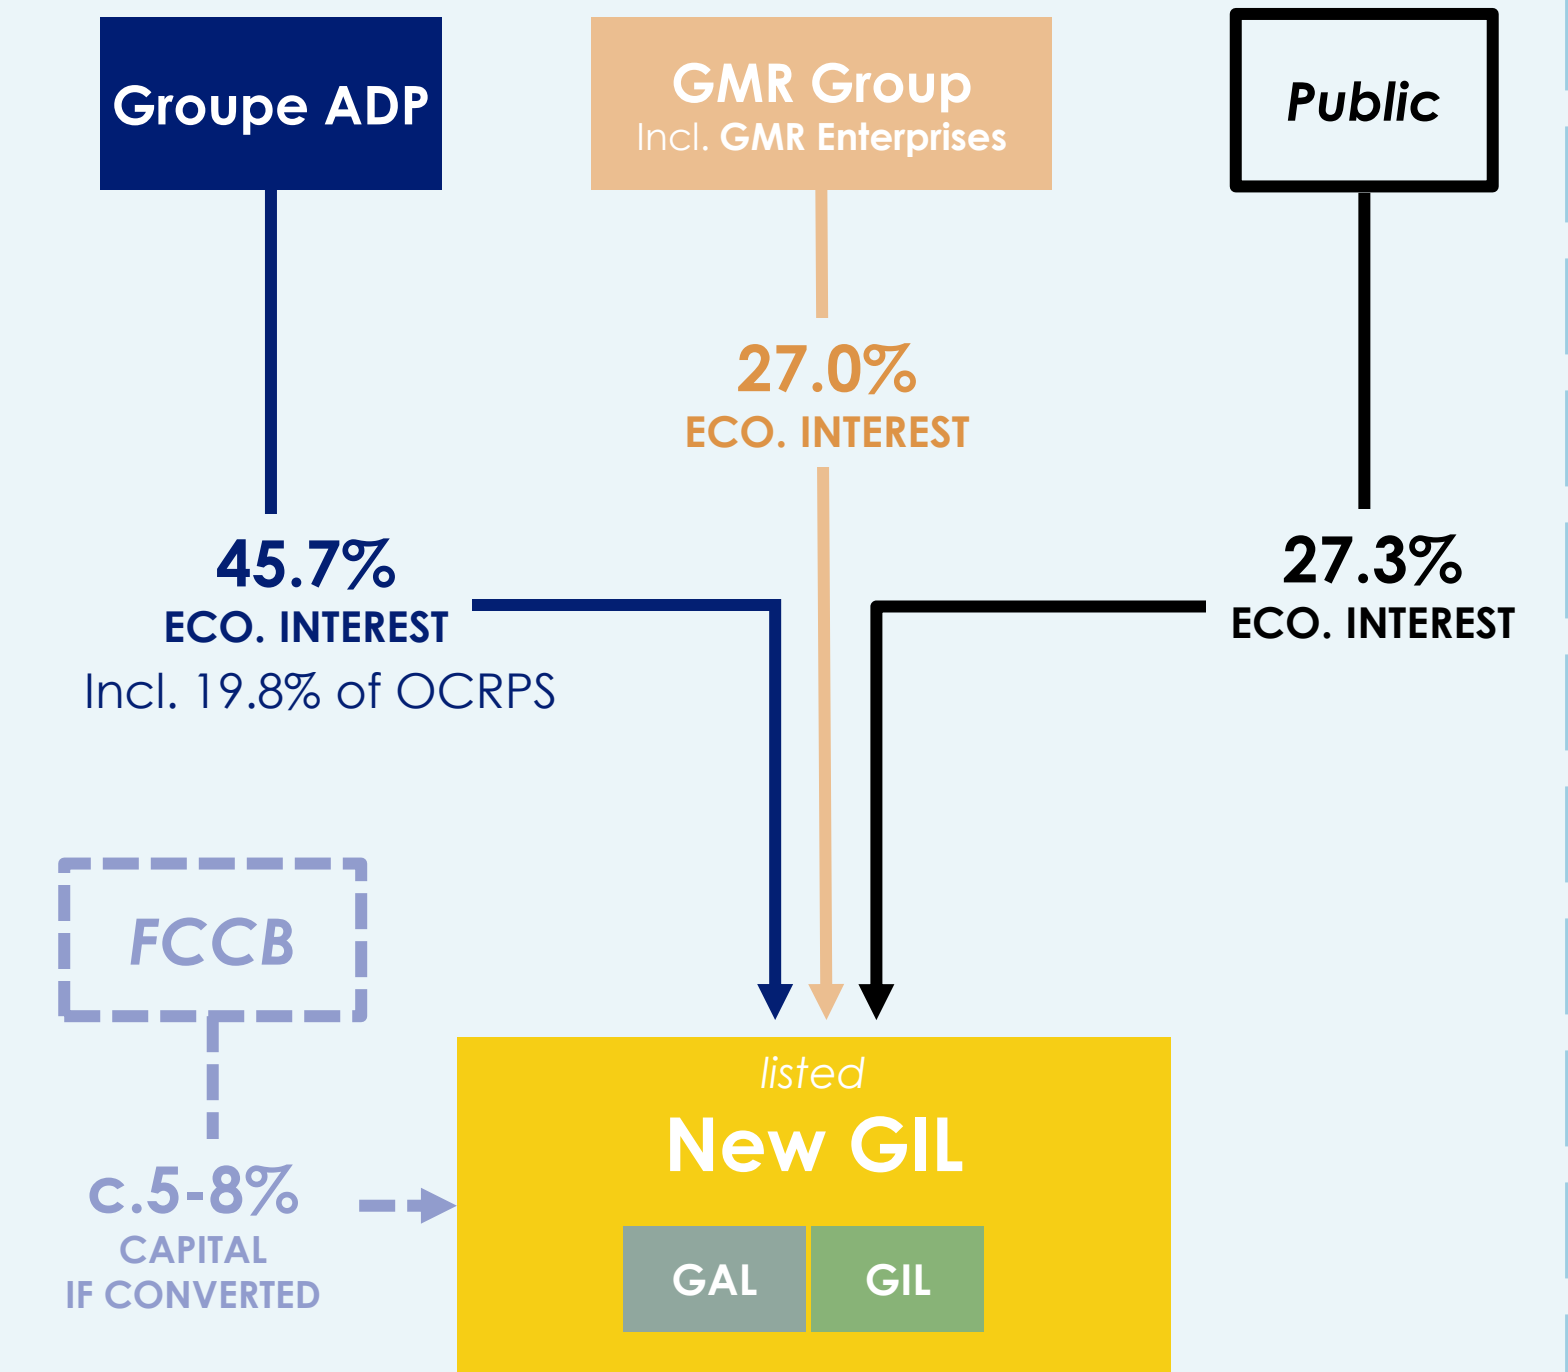 Groupe ADP
GMR Group
Incl. GMR Enterprises
Public
27.0%
ECO. INTEREST
45.7%
ECO. INTEREST
Incl. 19.8% of OCRPS
27.3%
ECO. INTEREST
FCCB
c.5-8%
CAPITAL
IF CONVERTED
listed
New GIL
GAL
GIL